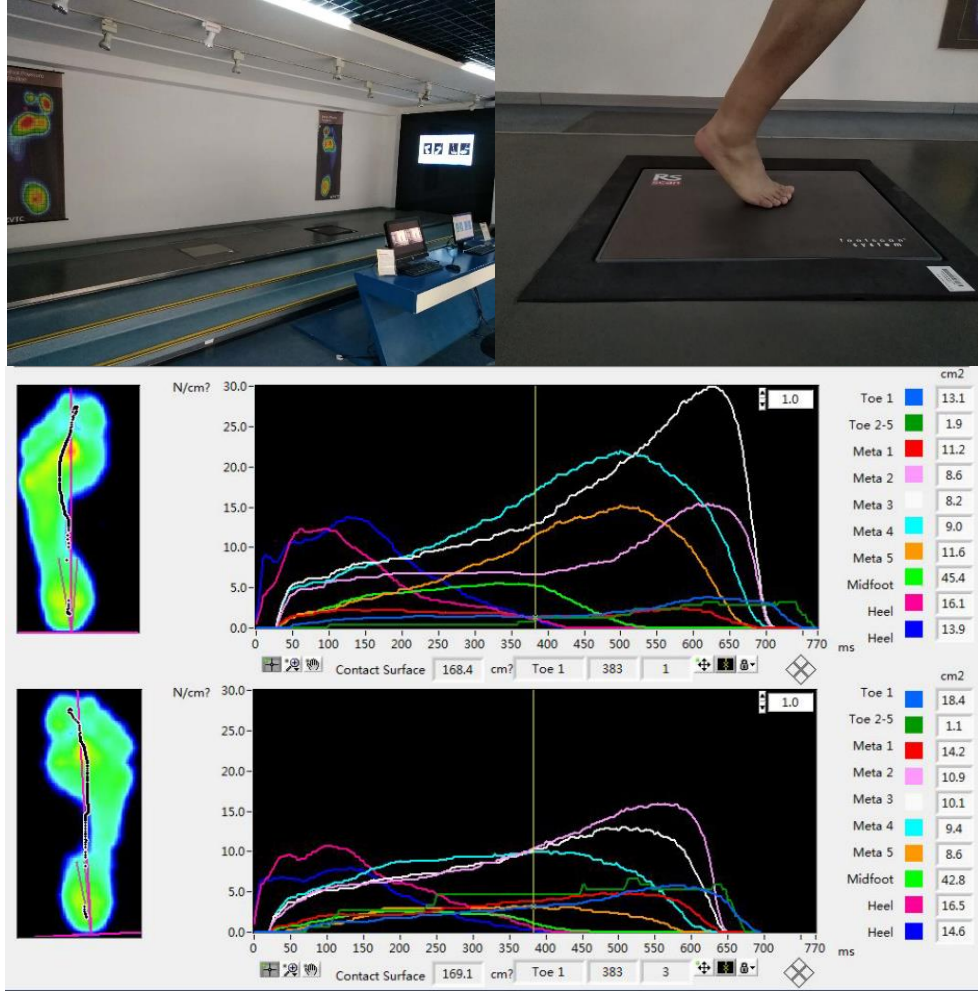 RS
scan
footscan®
system
N/cm?
30.0
25.0
20.0
15.0
10.0
5.0
0.0
0 50 100 150 200 250 300 350 400 450 500 550 600 650 700 770
ms
1.0
Contact Surface 168.4 cm? Toe 1 383 1
cm2
Toe 1 13.1
Toe 2-5 1.9
Meta 1 11.2
Meta 2 8.6
Meta 3 8.2
Meta 4 9.0
Meta 5 11.6
Midfoot 45.4
Heel 16.1
Heel 13.9
N/cm?
30.0
25.0
20.0
15.0
10.0
5.0
0.0
0 50 100 150 200 250 300 350 400 450 500 550 600 650 700 770
ms
1.0
Contact Surface 169.1 cm? Toe 1 383 3
cm2
Toe 1 18.4
Toe 2-5 1.1
Meta 1 14.2
Meta 2 10.9
Meta 3 10.1
Meta 4 9.4
Meta 5 8.6
Midfoot 42.8
Heel 16.5
Heel 14.6